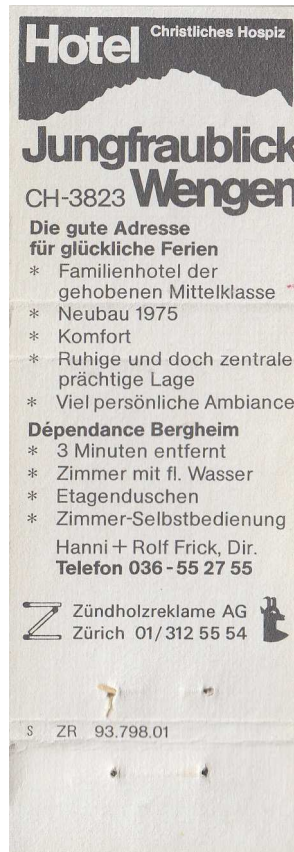 Hotel Christliches Hospiz
Jungfraublick
CH-3823 Wengen
Die gute Adresse
für glückliche Ferien
* Familienhotel der
gehobenen Mittelklasse
* Neubau 1975
* Komfort
* Ruhige und doch zentrale
prächtige Lage
* Viel persönliche Ambiance
Dépendance Bergheim
* 3 Minuten entfernt
* Zimmer mit fl. Wasser
* Etagenduschen
* Zimmer-Selbstbedienung
Hanni + Rolf Frick, Dir.
Telefon 036-55 27 55
Zündholzreklame AG
Zürich 01/312 55 54
S ZR 93.798.01